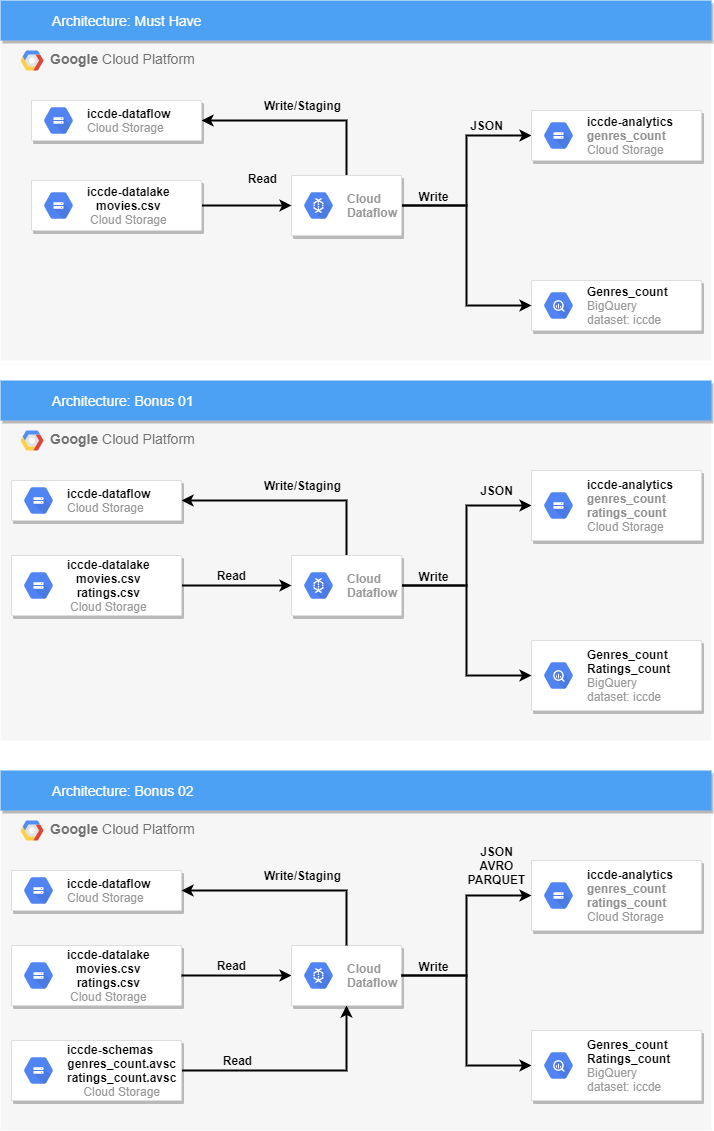 Architecture: Must Have
Google Cloud Platform
iccde-dataflow
Cloud Storage
Write/Staging
iccde-datalake
movies.csv
Cloud Storage
Read
Cloud
Dataflow
Write
JSON
iccde-analytics
genres_count
Cloud Storage
Genres_count
BigQuery
dataset: iccde
Architecture: Bonus 01
Google Cloud Platform
iccde-dataflow
Cloud Storage
Write/Staging
iccde-datalake
movies.csv
ratings.csv
Cloud Storage
Read
Cloud
Dataflow
Write
JSON
iccde-analytics
genres_count
ratings_count
Cloud Storage
Genres_count
Ratings_count
BigQuery
dataset: iccde
Architecture: Bonus 02
Google Cloud Platform
iccde-dataflow
Cloud Storage
Write/Staging
iccde-datalake
movies.csv
ratings.csv
Cloud Storage
Read
iccde-schemas
genres_count.avsc
ratings_count.avsc
Cloud Storage
Read
Cloud
Dataflow
Write
JSON
AVRO
PARQUET
iccde-analytics
genres_count
ratings_count
Cloud Storage
Genres_count
Ratings_count
BigQuery
dataset: iccde